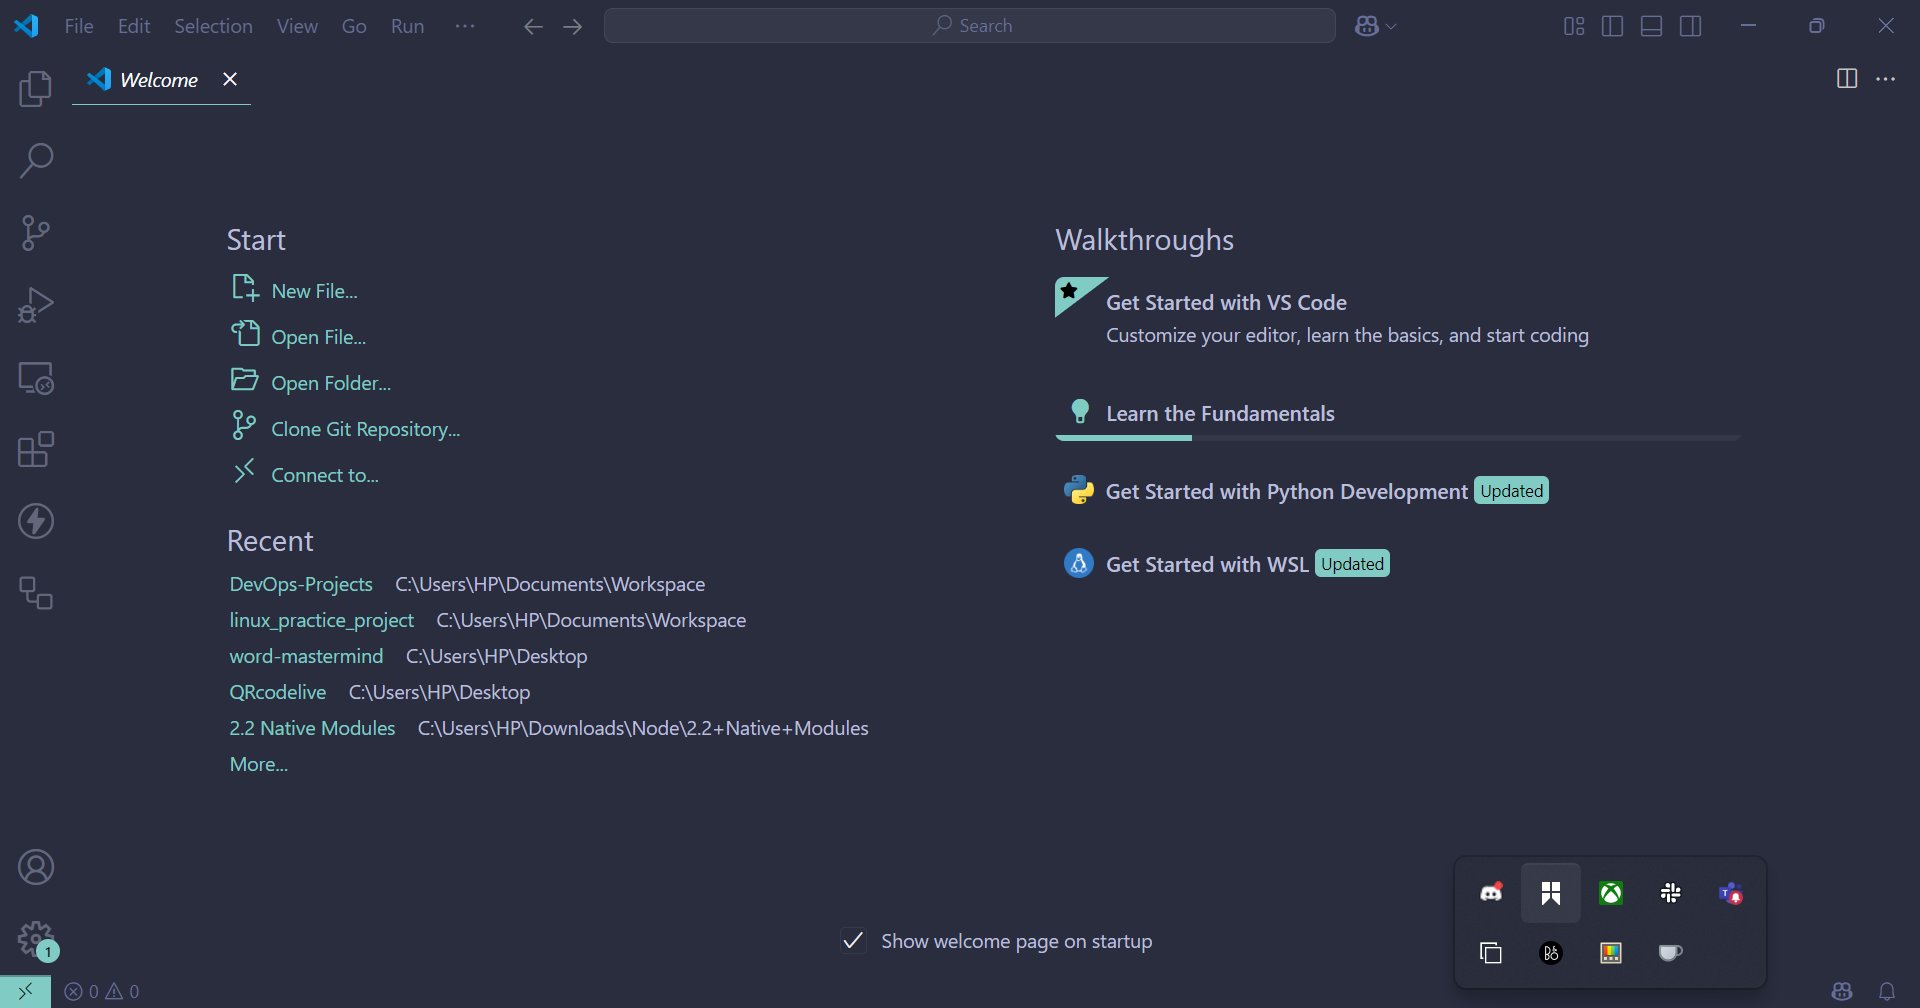 File Edit Selection View Go Run ···
Search
Welcome
Start
New File...
Open File...
Open Folder...
Clone Git Repository...
Connect to...
Recent
DevOps-Projects C:\Users\HP\Documents\Workspace
linux_practice_project C:\Users\HP\Documents\Workspace
word-mastermind C:\Users\HP\Desktop
QRcodelive C:\Users\HP\Desktop
2.2 Native Modules C:\Users\HP\Downloads\Node\2.2+Native+Modules
More...
Walkthroughs
Get Started with VS Code
Customize your editor, learn the basics, and start coding
Learn the Fundamentals
Get Started with Python Development Updated
Get Started with WSL Updated
Show welcome page on startup
1
0 0